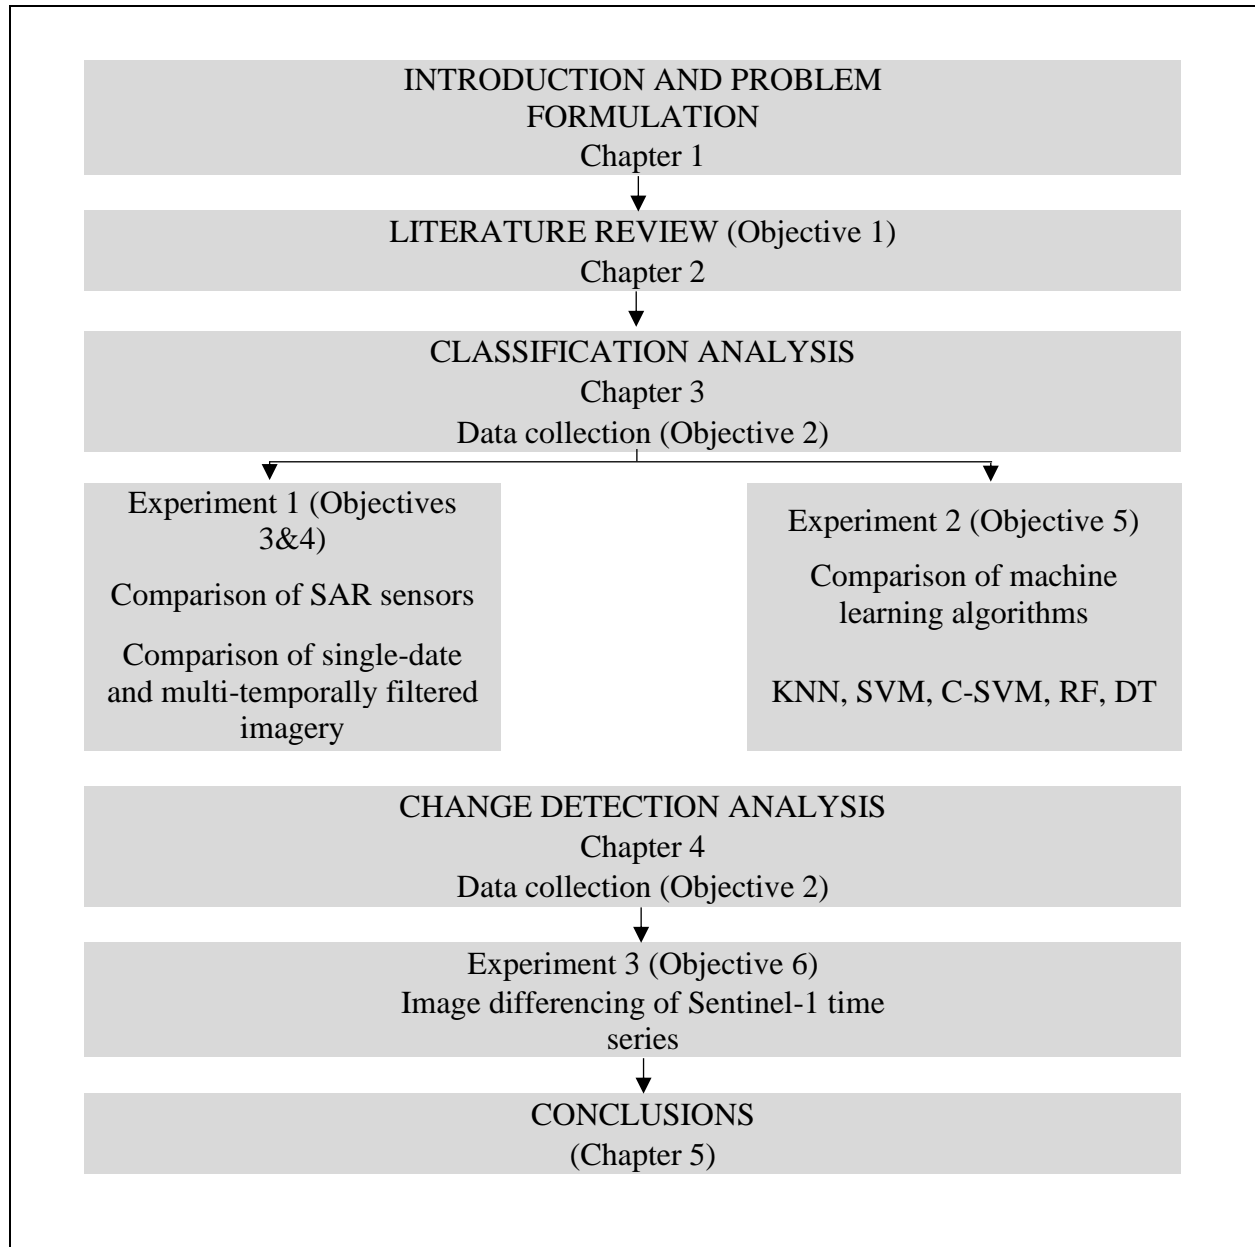 INTRODUCTION AND PROBLEM
FORMULATION
Chapter 1
LITERATURE REVIEW (Objective 1)
Chapter 2
CLASSIFICATION ANALYSIS
Chapter 3
Data collection (Objective 2)
Experiment 1 (Objectives
3&4)
Comparison of SAR sensors
Comparison of single-date
and multi-temporally filtered
imagery
Experiment 2 (Objective 5)
Comparison of machine
learning algorithms
KNN, SVM, C-SVM, RF, DT
CHANGE DETECTION ANALYSIS
Chapter 4
Data collection (Objective 2)
Experiment 3 (Objective 6)
Image differencing of Sentinel-1 time
series
CONCLUSIONS
(Chapter 5)